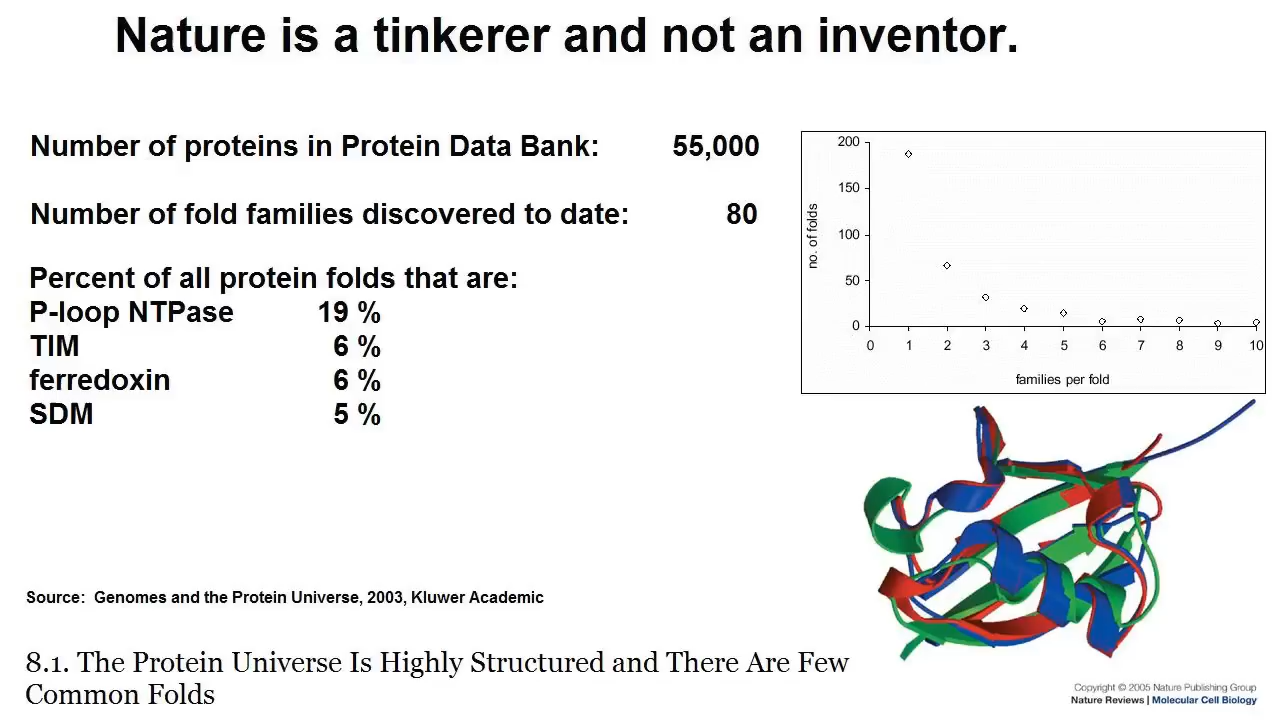 Nature is a tinkerer and not an inventor.
Number of proteins in Protein Data Bank: 55,000
Number of fold families discovered to date: 80
Percent of all protein folds that are:
P-loop NTPase 19 %
TIM 6 %
ferredoxin 6 %
SDM 5 %
200
150
100
50
0
no. of folds
0 1 2 3 4 5 6 7 8 9 10
families per fold
Source: Genomes and the Protein Universe, 2003, Kluwer Academic
8.1. The Protein Universe Is Highly Structured and There Are Few
Common Folds
Copyright © 2005 Nature Publishing Group
Nature Reviews | Molecular Cell Biology